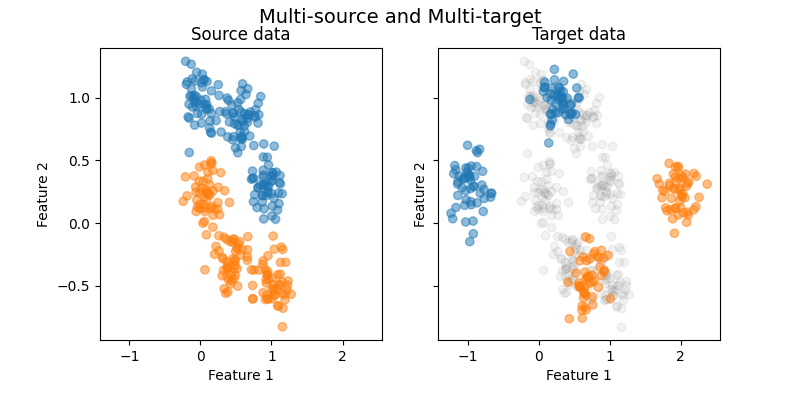 Multi-source and Multi-target
Source data
Target data
1.0
0.5
0.0
−0.5
Feature 2
−1
0
1
2
Feature 1
Feature 2
−1
0
1
2
Feature 1